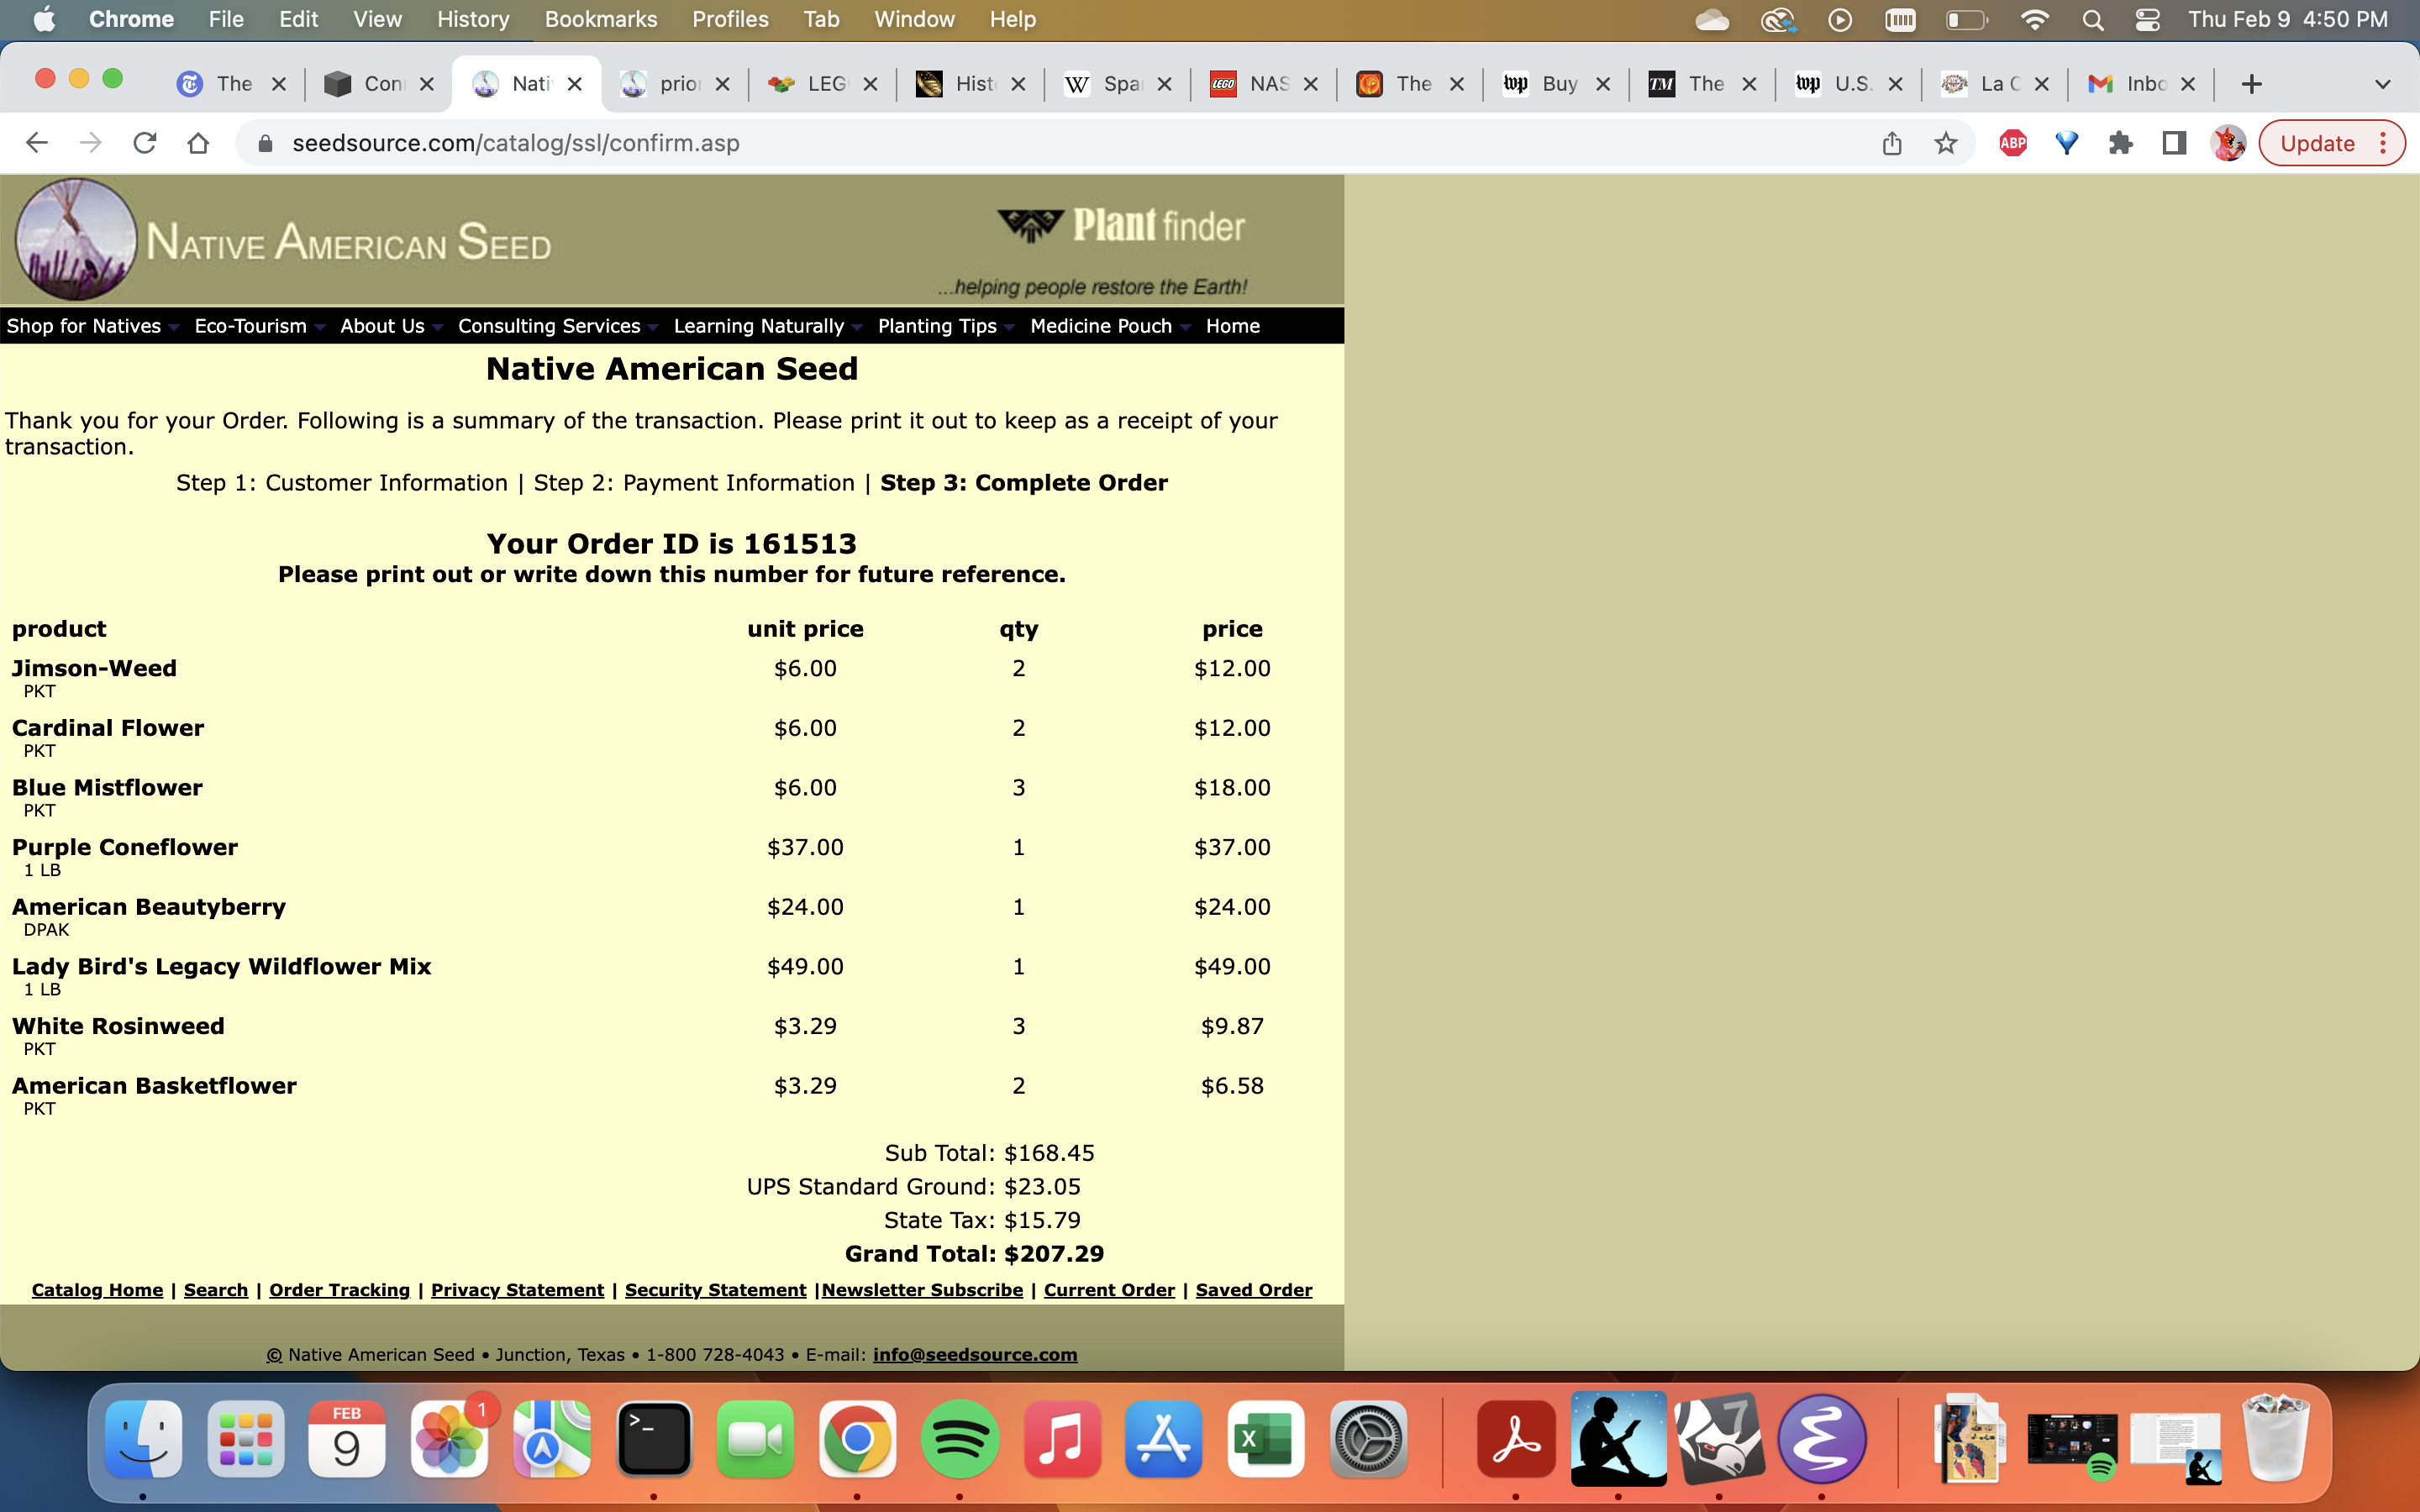 Chrome File Edit View History Bookmarks Profiles Tab Window Help Thu Feb 9 4:50 PM
The Con Nati prior LEG Hist Spa NAS The Buy The U.S. La C Inbo
seedsource.com/catalog/ssl/confirm.asp ABP Update
NATIVE AMERICAN SEED
Plant finder
...helping people restore the Earth!
Shop for Natives Eco-Tourism About Us Consulting Services Learning Naturally Planting Tips Medicine Pouch Home
Native American Seed
Thank you for your Order. Following is a summary of the transaction. Please print it out to keep as a receipt of your
transaction.
Step 1: Customer Information | Step 2: Payment Information | Step 3: Complete Order
Your Order ID is 161513
Please print out or write down this number for future reference.
product unit price qty price
Jimson-Weed $6.00 2 $12.00
PKT
Cardinal Flower $6.00 2 $12.00
PKT
Blue Mistflower $6.00 3 $18.00
PKT
Purple Coneflower $37.00 1 $37.00
1 LB
American Beautyberry $24.00 1 $24.00
DPAK
Lady Bird's Legacy Wildflower Mix $49.00 1 $49.00
1 LB
White Rosinweed $3.29 3 $9.87
PKT
American Basketflower $3.29 2 $6.58
PKT
Sub Total: $168.45
UPS Standard Ground: $23.05
State Tax: $15.79
Grand Total: $207.29
Catalog Home | Search | Order Tracking | Privacy Statement | Security Statement |Newsletter Subscribe | Current Order | Saved Order
© Native American Seed • Junction, Texas • 1-800 728-4043 • E-mail: info@seedsource.com
FEB
9
1
7